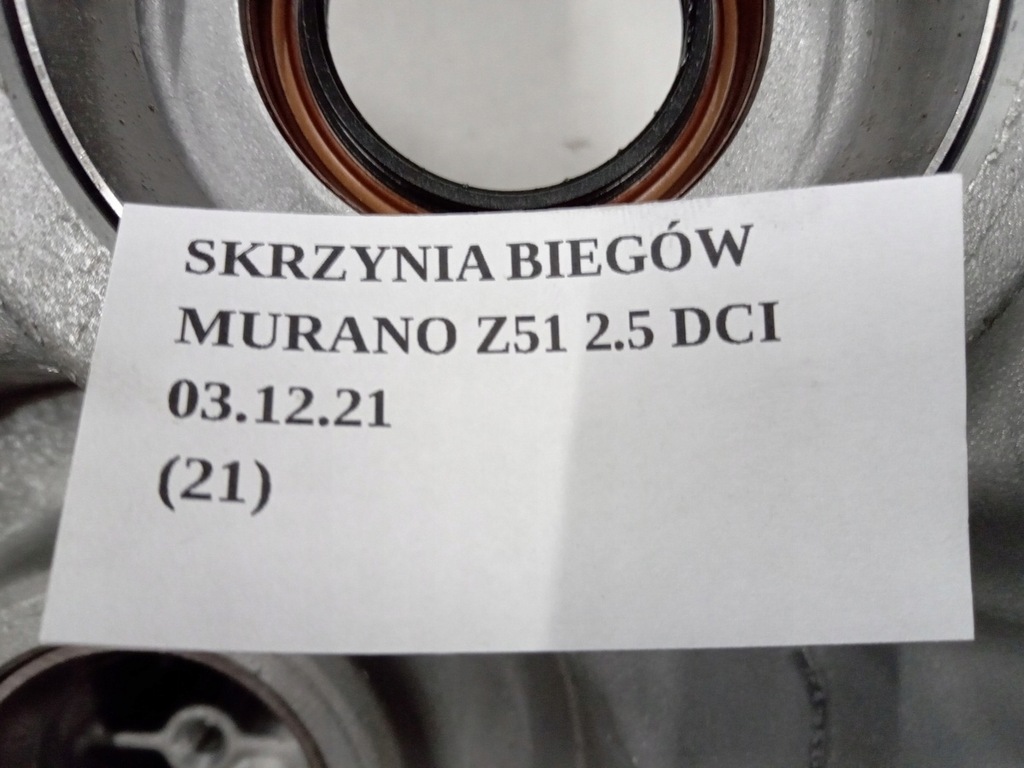 SKRZYNIA BIEGÓW
MURANO Z51 2.5 DCI
03.12.21
(21)